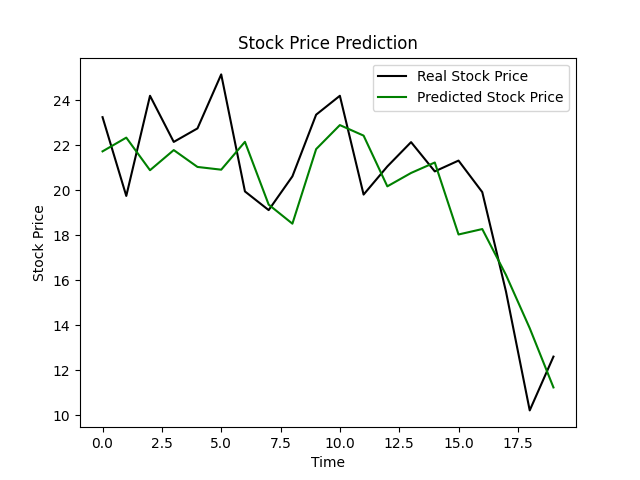 Stock Price Prediction
Real Stock Price
Predicted Stock Price
Stock Price
24
22
20
18
16
14
12
10
0.0 2.5 5.0 7.5 10.0 12.5 15.0 17.5
Time